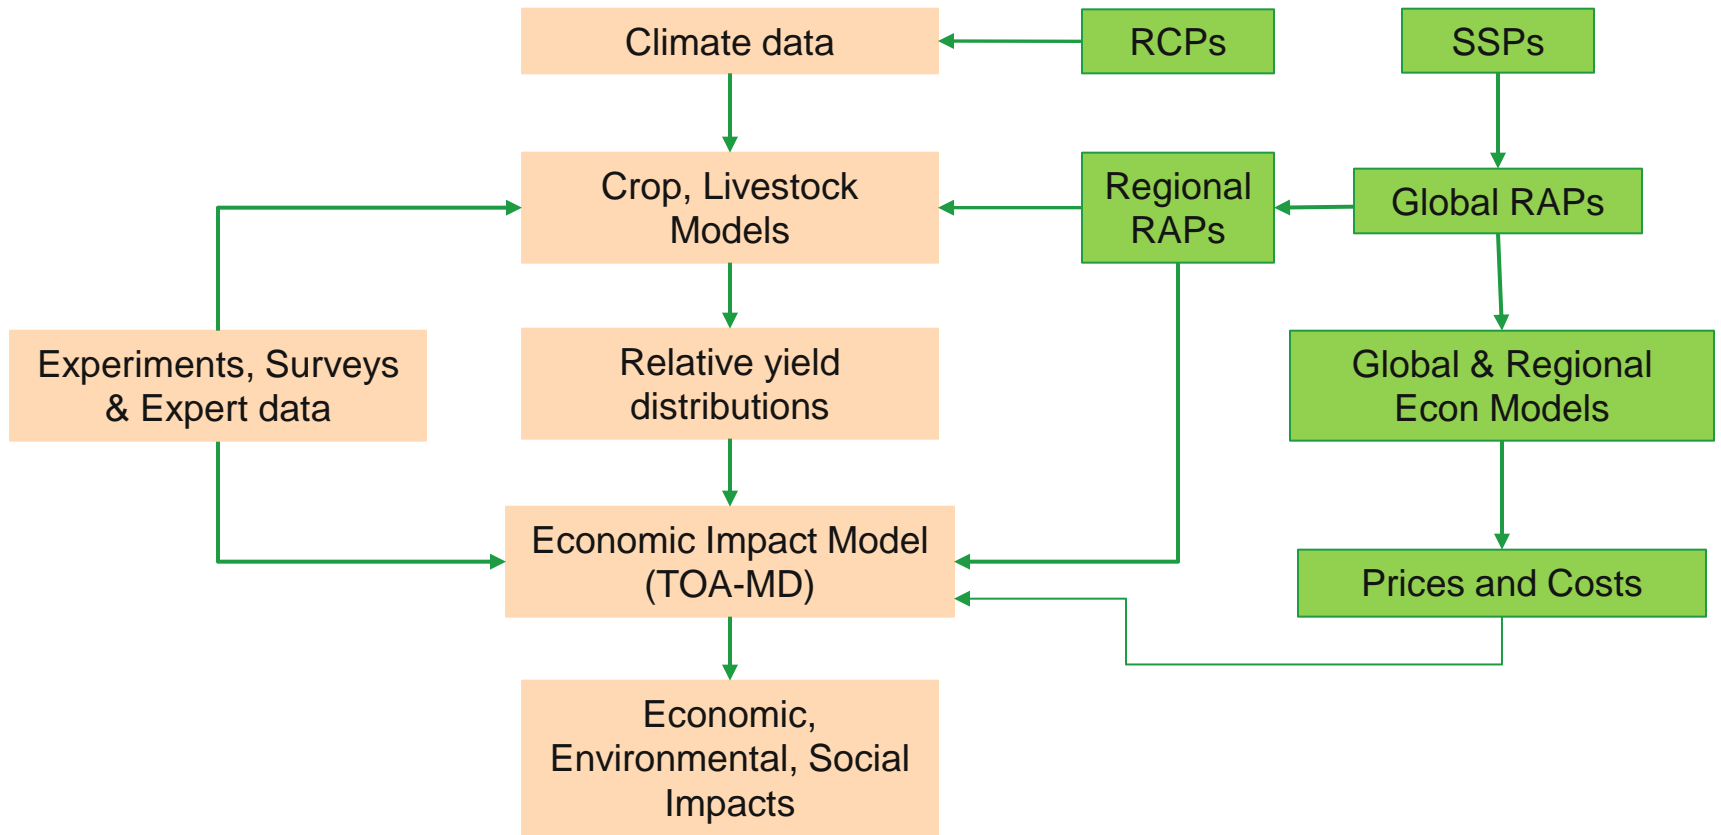 Climate data
RCPs
SSPs
Crop, Livestock
Models
Regional
RAPs
Global RAPs
Experiments, Surveys
& Expert data
Relative yield
distributions
Global & Regional
Econ Models
Economic Impact Model
(TOA-MD)
Prices and Costs
Economic,
Environmental, Social
Impacts